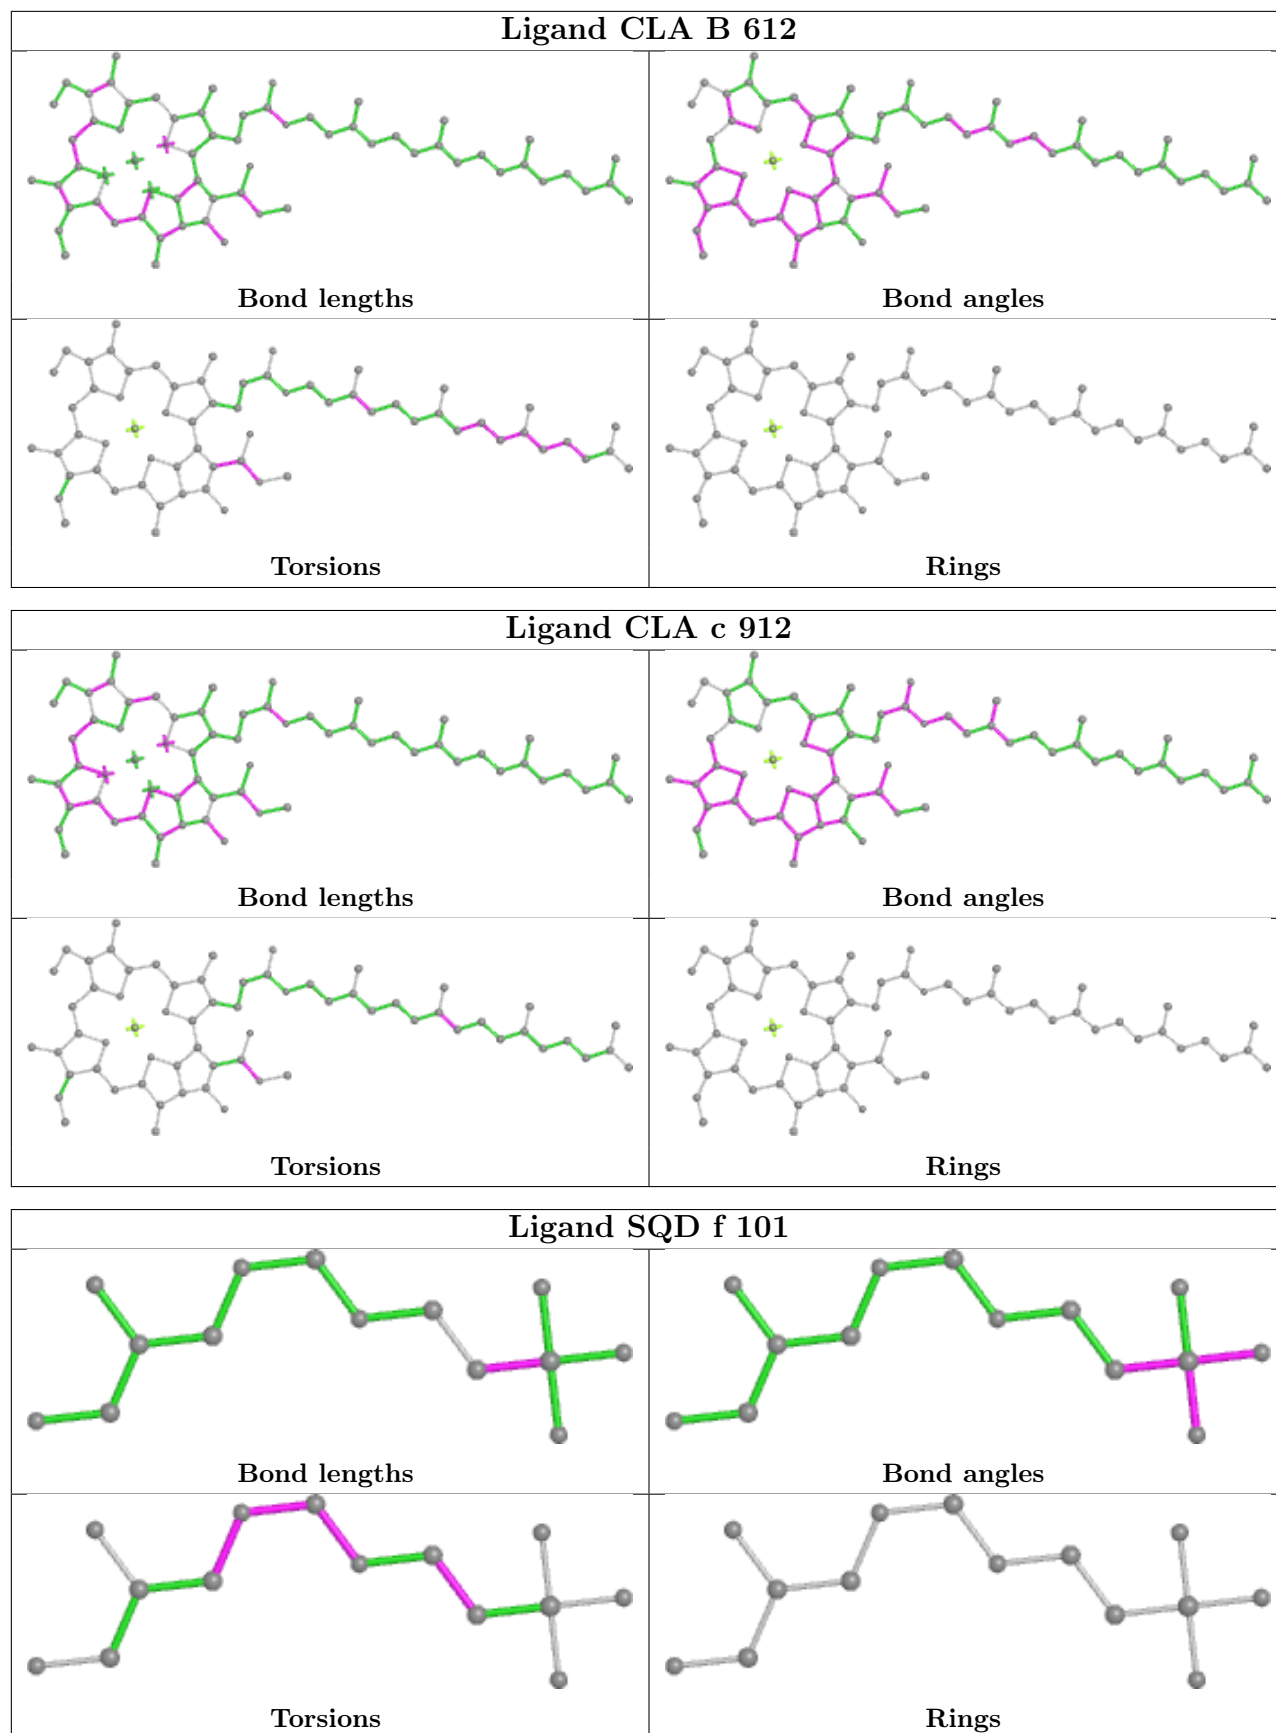 Ligand CLA B 612
Bond lengths
Bond angles
Torsions
Rings
Ligand CLA c 912
Bond lengths
Bond angles
Torsions
Rings
Ligand SQD f 101
Bond lengths
Bond angles
Torsions
Rings